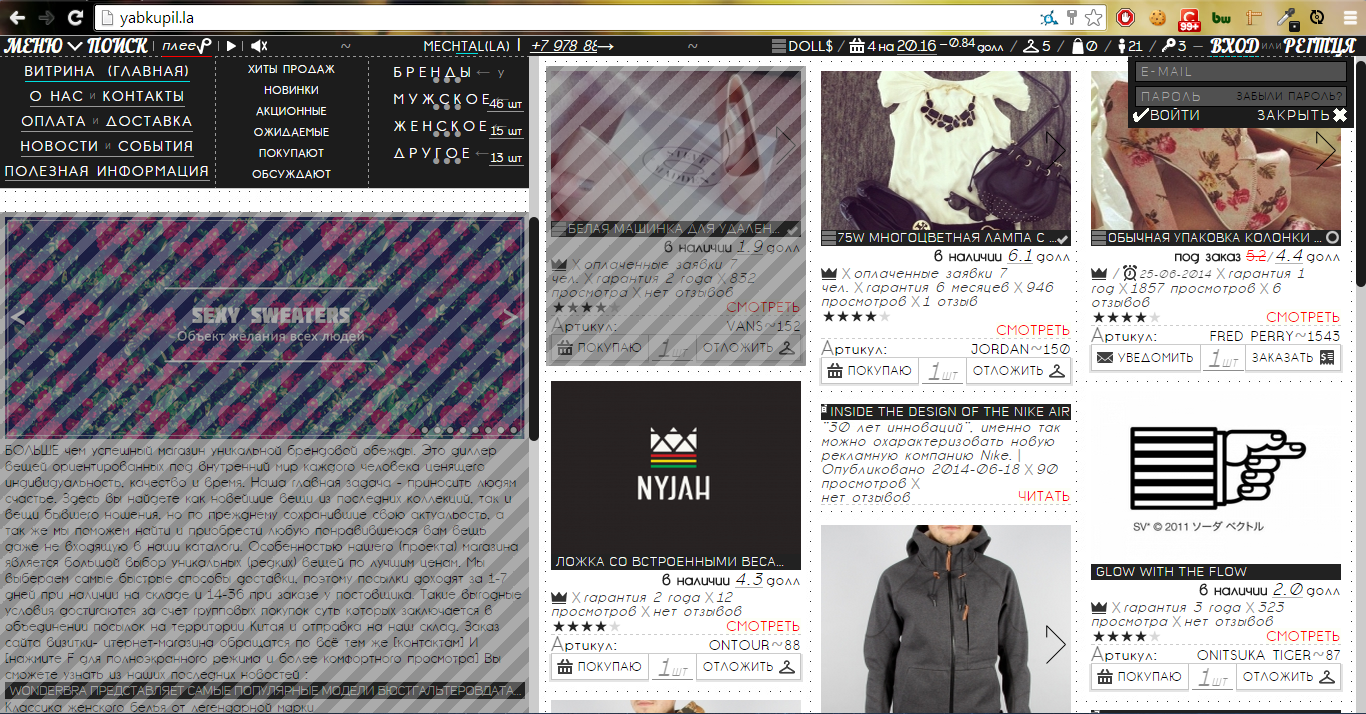 yabkupil.la
99+
bw
МЕНЮ ПОИСК плеер
~ МЕЧТАЛ(LA) | +7 978 88→ ~
DOLL$ / 4 на 20.16 -0.84 долл / 5 / 0 / 21 / 3 — ВХОД или РЕГЦЯ
ВИТРИНА (ГЛАВНАЯ)
О НАС и КОНТАКТЫ
ОПЛАТА и ДОСТАВКА
НОВОСТИ и СОБЫТИЯ
ПОЛЕЗНАЯ ИНФОРМАЦИЯ
ХИТЫ ПРОДАЖ
НОВИНКИ
АКЦИОННЫЕ
ОЖИДАЕМЫЕ
ПОКУПАЮТ
ОБСУЖДАЮТ
БРЕНДЫ ← у
МУЖСКОЕ 46 шт
ЖЕНСКОЕ 15 шт
ДРУГОЕ ← 13 шт
E-MAIL
ПАРОЛЬ ЗАБЫЛИ ПАРОЛЬ?
ВОЙТИ ЗАКРЫТЬ
SEXY SWEATERS
Объект желания всех людей
БОЛЬШЕ чем успешный магазин уникальной брендовой обежды. Это диллер
вещей ориентированных под внутренний мир каждого человека ценящего
индивидуальность, качество и бремя. Наша главная задача - приносить людям
счастье. Здесь вы найдете как новейшие вещи из последних коллекций, так и
вещи бывшего ношения, но по прежнему сохранившие свою актуальость, а
так же мы поможем найти и приобрести любую понравившеюся вам вещь
даже не входящую в наши каталоги. Особенностью нашего (проекта) магазина
является большой выбор уникальных (редких) вещей по лучшим ценам. Мы
выбераем самые быстрые способы доставки, поэтому посылки доходят за 1-7
дней при наличии на складе и 14-36 при заказе у постовщика. Такие выгодные
условия достигаются за счет групповых покупок суть которых заключается в
объединении посылок на территории Китая и отправка на наш склад. Заказ
сайта визитки- итернет-магазина обращатся по всё тем же [контактам] И
[нажмите F для полноэкранного режима и более комфортного просмотра] Вы
сможете узнать из наших последних новостей :
WONDERBRA ПРЕДСТАВЛЯЕТ САМЫЕ ПОПУЛЯРНЫЕ МОДЕЛИ БЮСТГАЛЬТЕРОВДАТА...
Классика женского белья от легендарной марки
STEVE MADDEN
БЕЛАЯ МАШИНКА ДЛЯ УДАЛЕН...
в наличии 1.9 долл
X оплаченные заявки 7
чел. X гарантия 2 года X 832
просмотра X нет отзывов
СМОТРЕТЬ
Артикул: VANS~152
ПОКУПАЮ 1шт ОТЛОЖИТЬ
NYJAH
ЛОЖКА СО ВСТРОЕННЫМИ ВЕСА...
в наличии 4.3 долл
X гарантия 2 года X 12
просмотров X нет отзывов
СМОТРЕТЬ
Артикул: ONTOUR~88
ПОКУПАЮ 1шт ОТЛОЖИТЬ
75W МНОГОЦВЕТНАЯ ЛАМПА С ...
в наличии 6.1 долл
X оплаченные заявки 7
чел. X гарантия 6 месяцев X 946
просмотров X 1 отзыв
СМОТРЕТЬ
Артикул: JORDAN~150
ПОКУПАЮ 1шт ОТЛОЖИТЬ
INSIDE THE DESIGN OF THE NIKE AIR
"30 лет инноваций", именно так
можно охарактеризовать новую
рекламную компанию Nike. |
Опубликовано 2014-06-18 X 90
просмотров X
нет отзывов ЧИТАТЬ
ОБЫЧНАЯ УПАКОВКА КОЛОНКИ ...
под заказ 5.2 / 4.4 долл
/ 25-06-2014 X гарантия 1
год X 1857 просмотров X 6
отзывов
СМОТРЕТЬ
Артикул: FRED PERRY~1543
УВЕДОМИТЬ 1шт ЗАКАЗАТЬ
SV* © 2011 ソーダ ベクトル
GLOW WITH THE FLOW
в наличии 2.0 долл
X гарантия 3 года X 323
просмотра X нет отзывов
СМОТРЕТЬ
Артикул: ONITSUKA TIGER~87
ПОКУПАЮ 1шт ОТЛОЖИТЬ